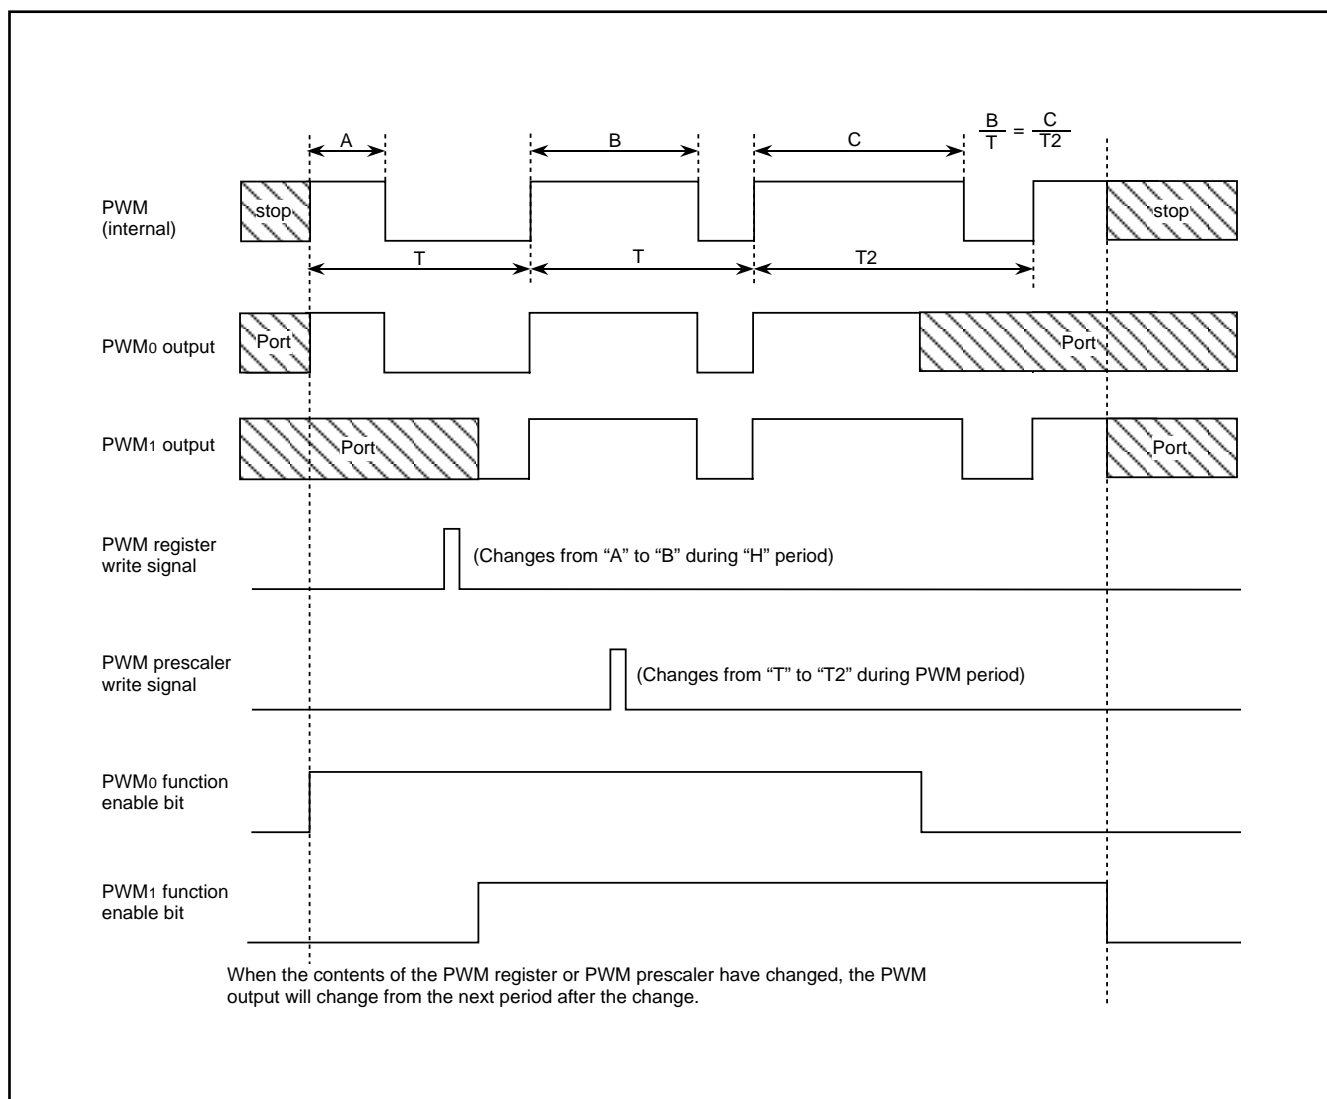 A
B
C
B
T
=
C
T2
PWM
(internal)
stop
stop
T
T
T2
PWM0 output
Port
Port
PWM1 output
Port
Port
PWM register
write signal
(Changes from “A” to “B” during “H” period)
PWM prescaler
write signal
(Changes from “T” to “T2” during PWM period)
PWM0 function
enable bit
PWM1 function
enable bit
When the contents of the PWM register or PWM prescaler have changed, the PWM
output will change from the next period after the change.